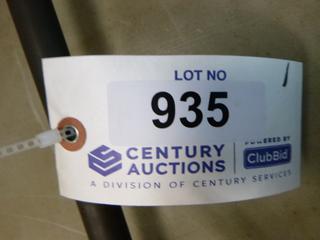 LOT NO
935
CENTURY
AUCTIONS
POWERED BY
ClubBid
A DIVISION OF CENTURY SERVICES